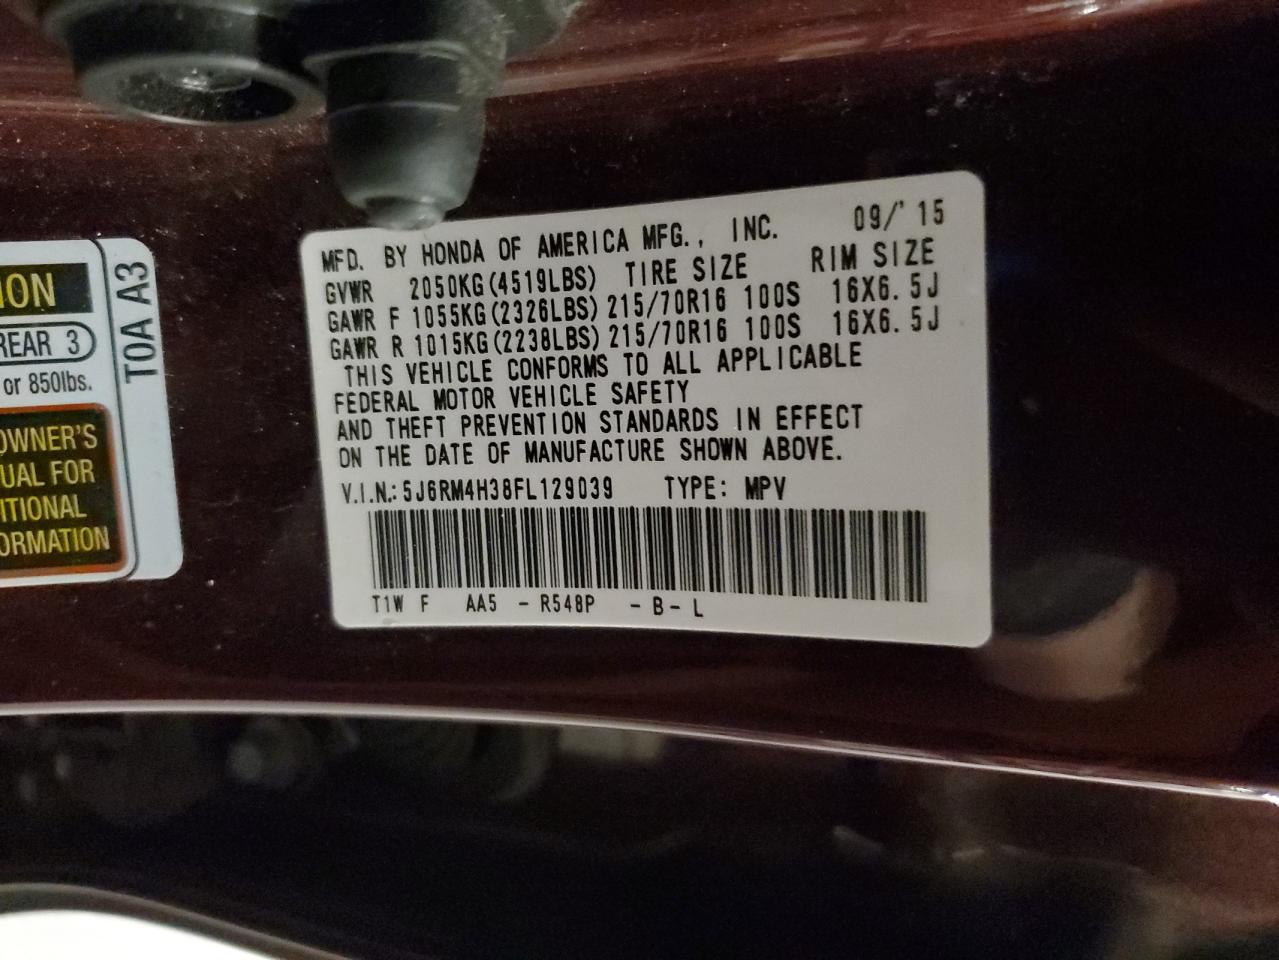 ION
REAR 3
or 850lbs.
OWNER'S
UAL FOR
ITIONAL
ORMATION
T0A A3
MFD. BY HONDA OF AMERICA MFG., INC. 09/'15
GVWR 2050KG(4519LBS) TIRE SIZE RIM SIZE
GAWR F 1055KG(2326LBS) 215/70R16 100S 16X6.5J
GAWR R 1015KG(2238LBS) 215/70R16 100S 16X6.5J
THIS VEHICLE CONFORMS TO ALL APPLICABLE
FEDERAL MOTOR VEHICLE SAFETY
AND THEFT PREVENTION STANDARDS IN EFFECT
ON THE DATE OF MANUFACTURE SHOWN ABOVE.
V.I.N.: 5J6RM4H38FL129039 TYPE: MPV
T1W F AA5 - R548P - B - L